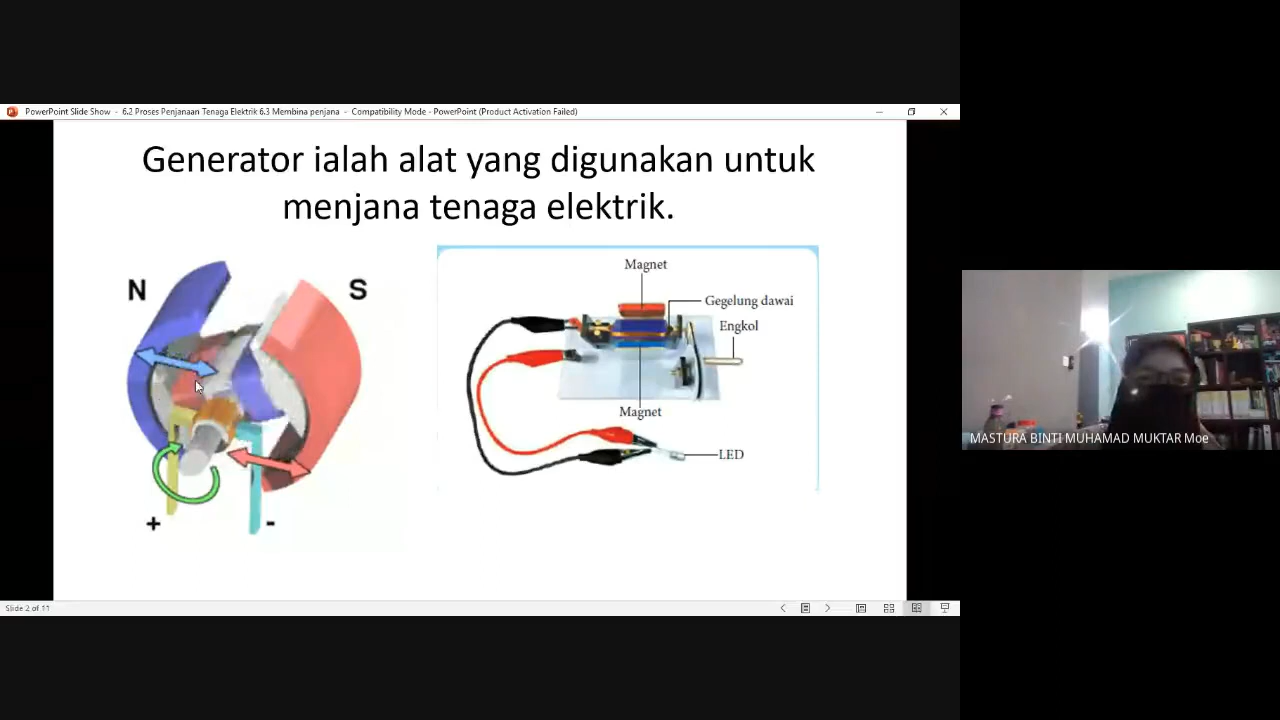 PowerPoint Slide Show - 6.2 Proses Penjanaan Tenaga Elektrik 6.3 Membina penjana - Compatibility Mode - PowerPoint (Product Activation Failed)
Generator ialah alat yang digunakan untuk
menjana tenaga elektrik.
N
S
+
-
Magnet
Gegelung dawai
Engkol
Magnet
LED
MASTURA BINTI MUHAMAD MUKTAR Moe
Slide 2 of 11